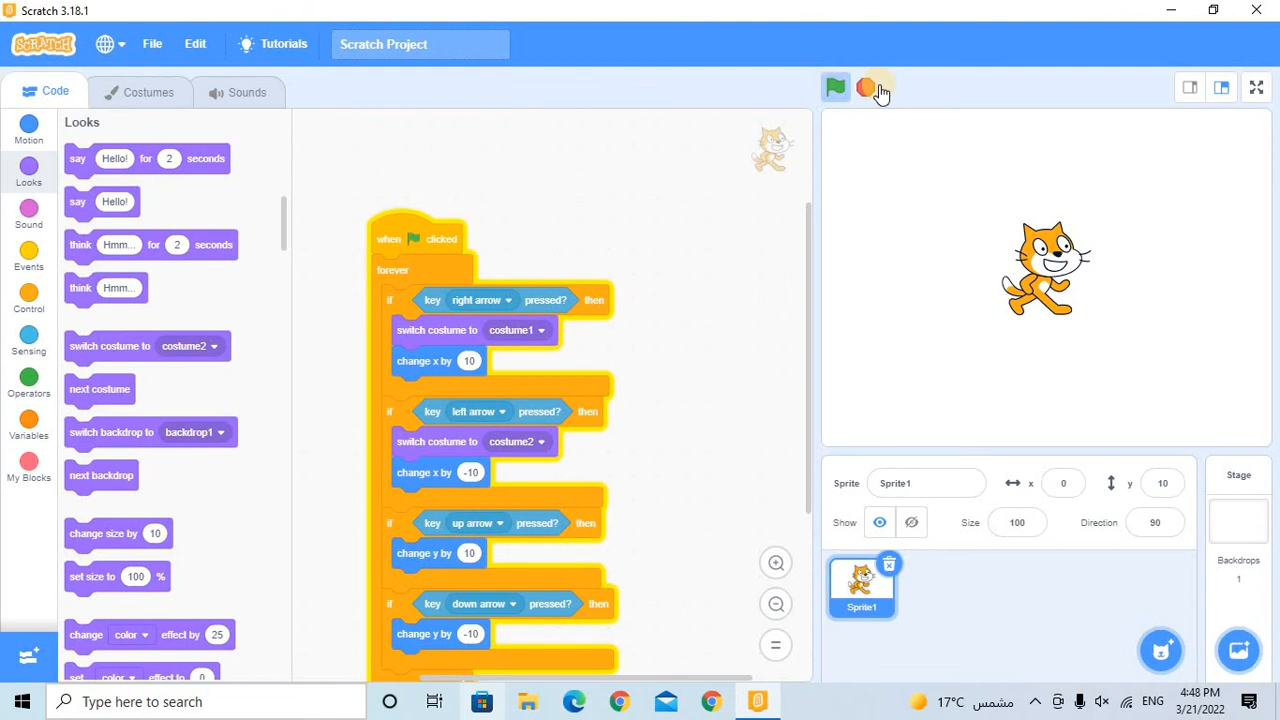 Scratch 3.18.1
SCRATCH
File
Edit
Tutorials
Scratch Project
Code
Costumes
Sounds
Motion
Looks
Sound
Events
Control
Sensing
Operators
Variables
My Blocks
Looks
say Hello! for 2 seconds
say Hello!
think Hmm... for 2 seconds
think Hmm...
switch costume to costume2
next costume
switch backdrop to backdrop1
next backdrop
change size by 10
set size to 100 %
change color effect by 25
set color effect to 0
when clicked
forever
if key right arrow pressed? then
switch costume to costume1
change x by 10
if key left arrow pressed? then
switch costume to costume2
change x by -10
if key up arrow pressed? then
change y by 10
if key down arrow pressed? then
change y by -10
Sprite Sprite1 x 0 y 10
Show Size 100 Direction 90
Sprite1
Stage
Backdrops
1
Type here to search
17°C مشمس
ENG
4:48 PM
3/21/2022